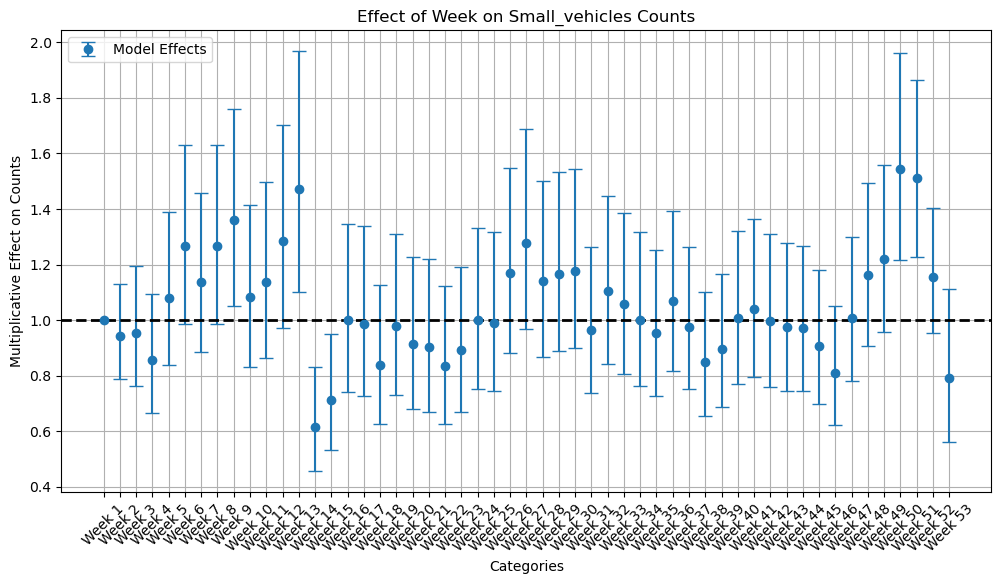 Effect of Week on Small_vehicles Counts
Model Effects
Multiplicative Effect on Counts
2.0
1.8
1.6
1.4
1.2
1.0
0.8
0.6
0.4
Week 1
Week 2
Week 3
Week 4
Week 5
Week 6
Week 7
Week 8
Week 9
Week 10
Week 11
Week 12
Week 13
Week 14
Week 15
Week 16
Week 17
Week 18
Week 19
Week 20
Week 21
Week 22
Week 23
Week 24
Week 25
Week 26
Week 27
Week 28
Week 29
Week 30
Week 31
Week 32
Week 33
Week 34
Week 35
Week 36
Week 37
Week 38
Week 39
Week 40
Week 41
Week 42
Week 43
Week 44
Week 45
Week 46
Week 47
Week 48
Week 49
Week 50
Week 51
Week 52
Week 53
Categories